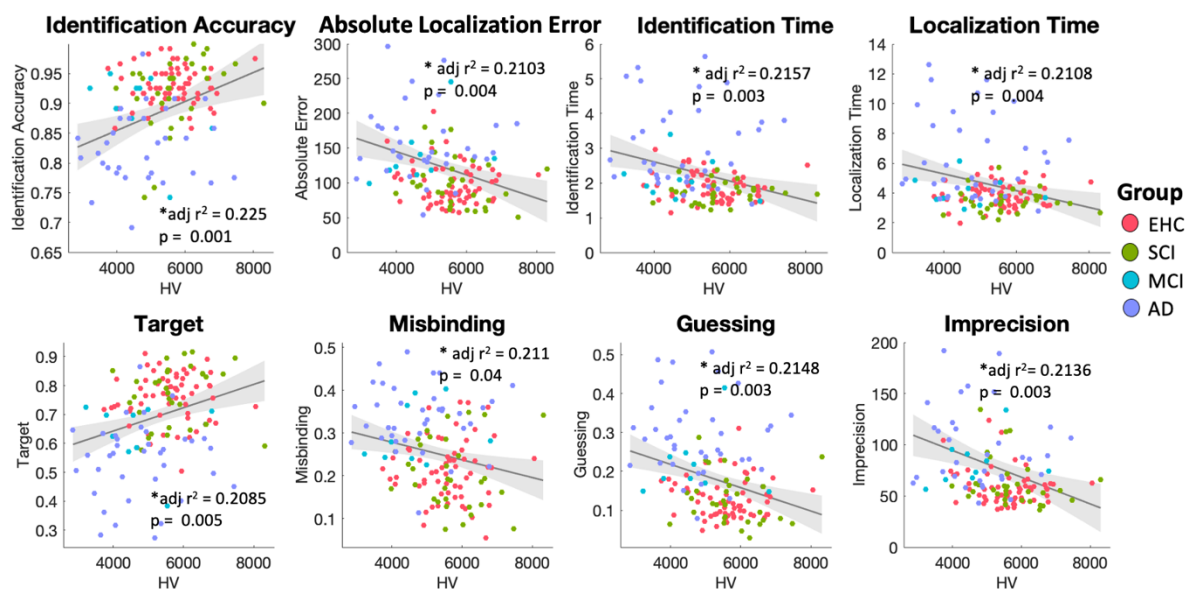 Identification Accuracy
Absolute Localization Error
Identification Time
Localization Time
Identification Accuracy
0.95
0.9
0.85
0.8
0.75
0.7
0.65
*adj r² = 0.225
p = 0.001
4000 6000 8000
HV
Absolute Error
300
250
200
150
100
50
0
* adj r² = 0.2103
p = 0.004
4000 6000 8000
HV
Identification Time
6
5
4
3
2
1
0
* adj r² = 0.2157
p = 0.003
4000 6000 8000
HV
Localization Time
14
12
10
8
6
4
2
0
* adj r² = 0.2108
p = 0.004
4000 6000 8000
HV
Group
EHC
SCI
MCI
AD
Target
Misbinding
Guessing
Imprecision
Target
0.9
0.8
0.7
0.6
0.5
0.4
0.3
*adj r² = 0.2085
p = 0.005
4000 6000 8000
HV
Misbinding
0.5
0.4
0.3
0.2
0.1
* adj r² = 0.211
p = 0.04
4000 6000 8000
HV
Guessing
0.5
0.4
0.3
0.2
0.1
* adj r² = 0.2148
p = 0.003
4000 6000 8000
HV
Imprecision
200
150
100
50
0
*adj r²= 0.2136
p = 0.003
4000 6000 8000
HV